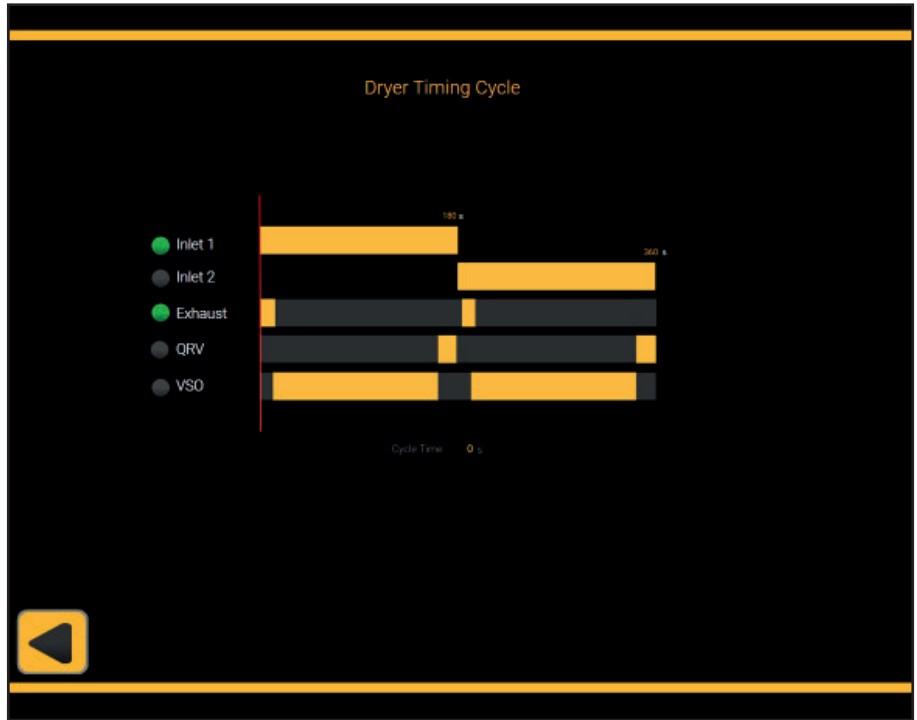 Dryer Timing Cycle
180 s
Inlet 1
360 s
Inlet 2
Exhaust
QRV
VSO
Cycle Time 0 s